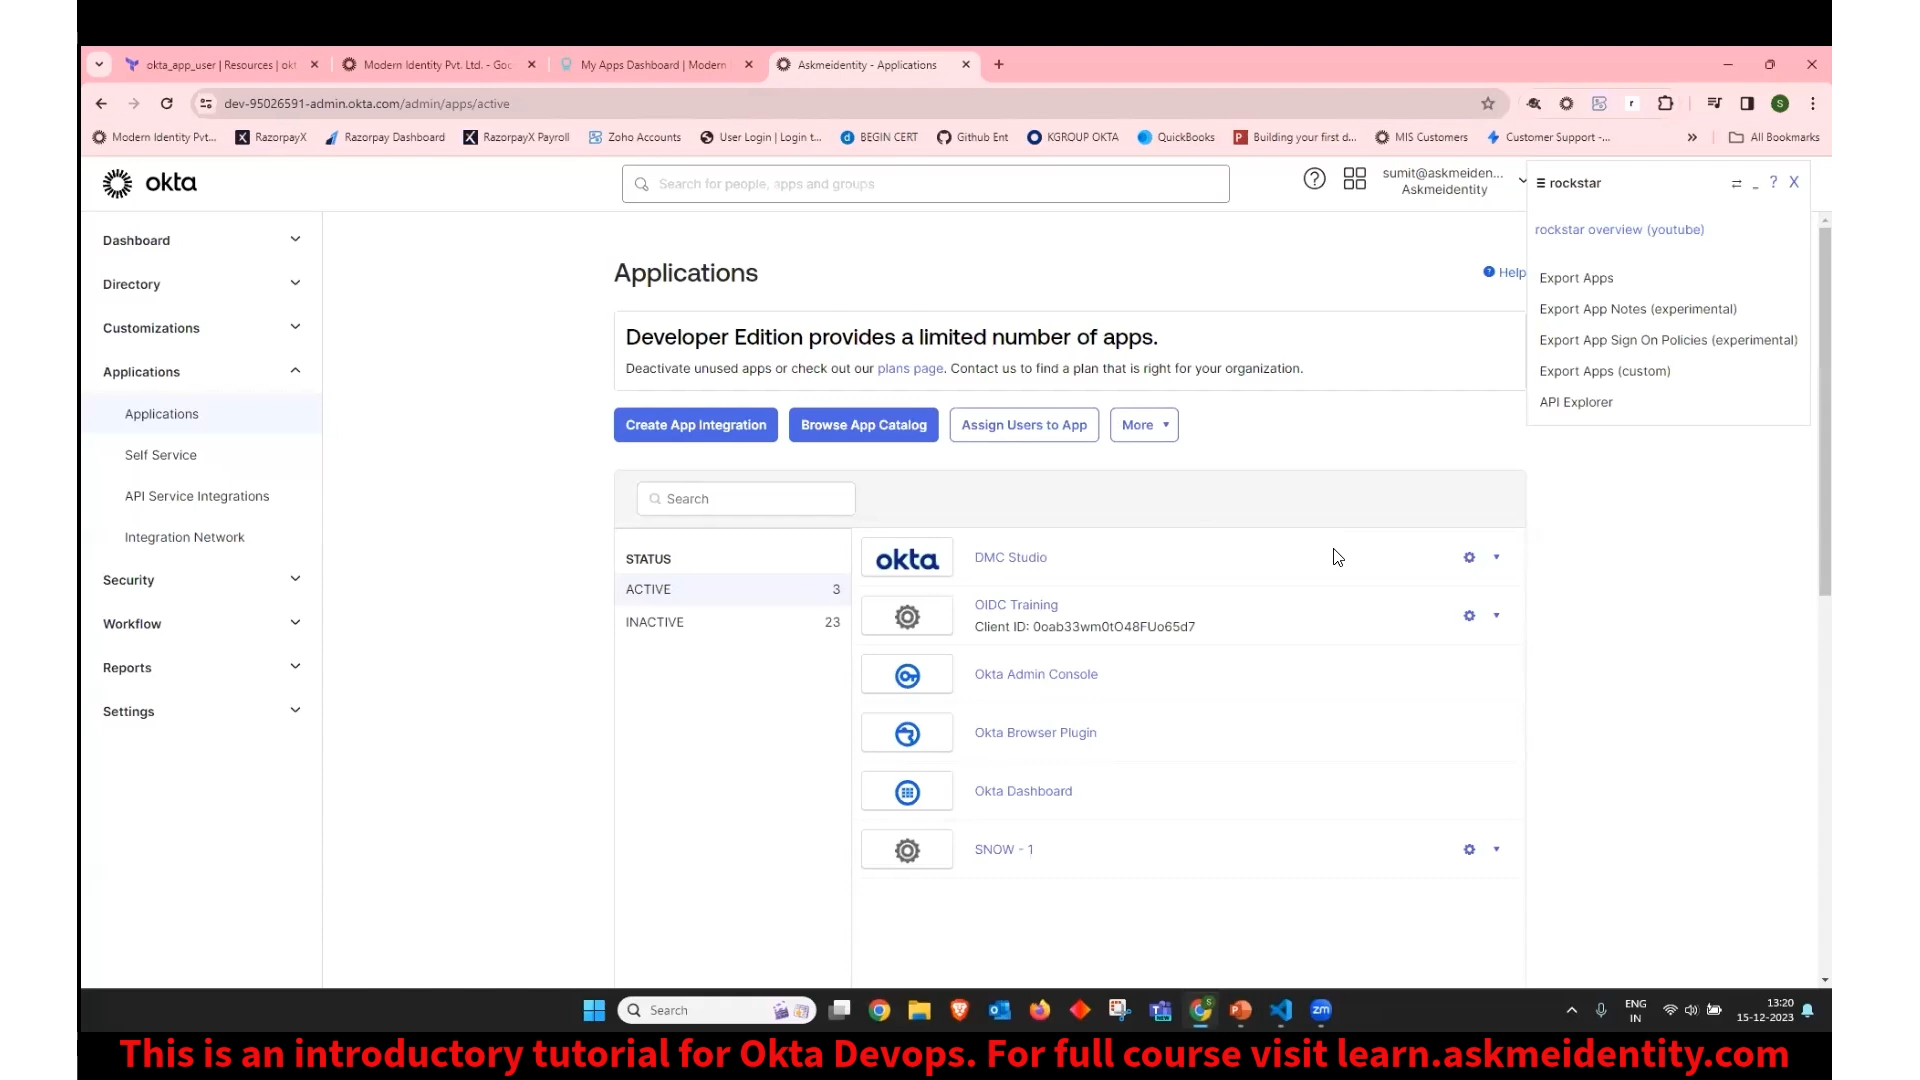 okta_app_user | Resources | okt
Modern Identity Pvt. Ltd. - Goo
My Apps Dashboard | Modern
Askmeidentity - Applications
dev-95026591-admin.okta.com/admin/apps/active
S
Modern Identity Pvt...
RazorpayX
Razorpay Dashboard
RazorpayX Payroll
Zoho Accounts
User Login | Login t...
BEGIN CERT
Github Ent
KGROUP OKTA
QuickBooks
Building your first d...
MIS Customers
Customer Support -...
All Bookmarks
okta
Search for people, apps and groups
sumit@askmeiden...
Askmeidentity
rockstar
? X
rockstar overview (youtube)
Export Apps
Export App Notes (experimental)
Export App Sign On Policies (experimental)
Export Apps (custom)
API Explorer
Dashboard
Directory
Customizations
Applications
Applications
Self Service
API Service Integrations
Integration Network
Security
Workflow
Reports
Settings
Applications
Help
Developer Edition provides a limited number of apps.
Deactivate unused apps or check out our plans page. Contact us to find a plan that is right for your organization.
Create App Integration
Browse App Catalog
Assign Users to App
More
Search
STATUS
ACTIVE 3
INACTIVE 23
okta
DMC Studio
OIDC Training
Client ID: 0oab33wm0tO48FUo65d7
Okta Admin Console
Okta Browser Plugin
Okta Dashboard
SNOW - 1
Search
zm
ENG
IN
13:20
15-12-2023
This is an introductory tutorial for Okta Devops. For full course visit learn.askmeidentity.com